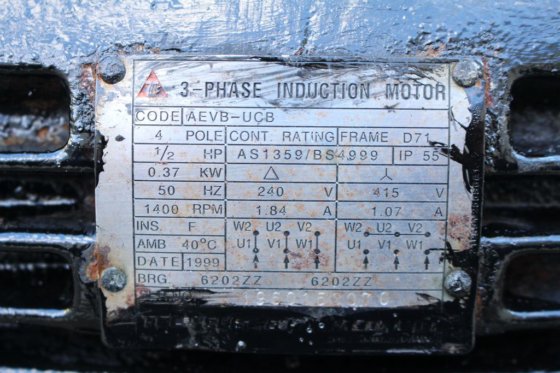 3-PHASE INDUCTION MOTOR
CODE AEVB-UCB
4 POLE CONT. RATING FRAME D71
1/2 HP AS1359/BS4999 IP 55
0.37 KW △ 人
50 HZ 240 V 415 V
1400 RPM 1.84 A 1.07 A
INS. F W2 U2 V2 W2 U2 V2
AMB 40°C U1 V1 W1 U1 V1 W1
DATE 1999
BRG. 6202ZZ 6202ZZ